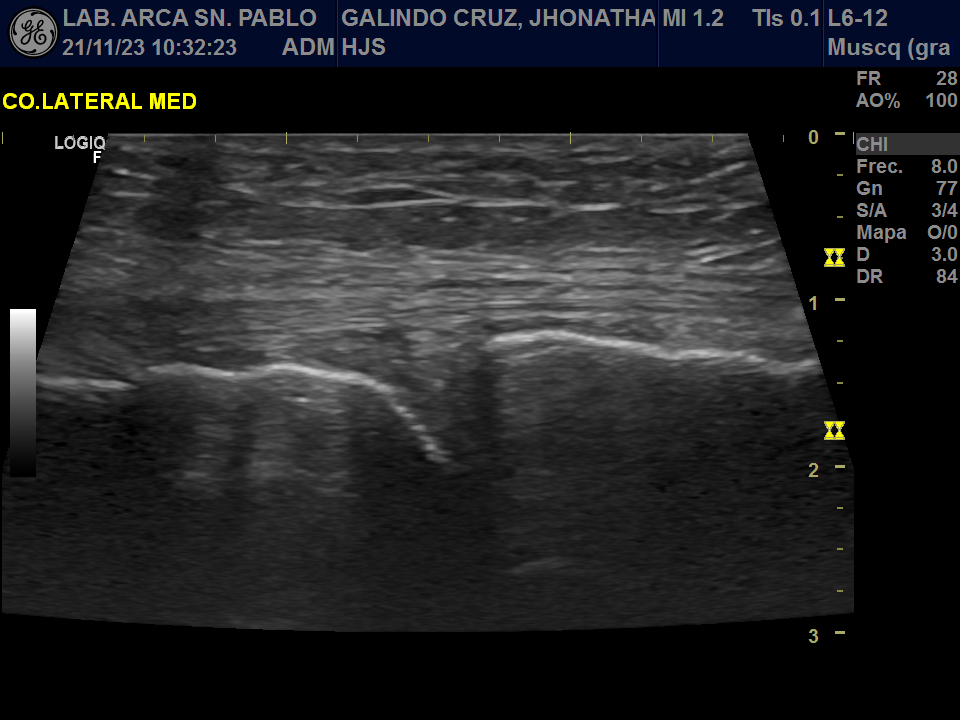 LAB. ARCA SN. PABLO GALINDO CRUZ, JHONATHA MI 1.2 TIs 0.1 L6-12
21/11/23 10:32:23 ADM HJS Muscq (gra
FR 28
CO.LATERAL MED
AO% 100
LOGIQ
F
0
CHI
Frec. 8.0
Gn 77
S/A 3/4
Mapa O/0
D 3.0
DR 84
1
2
3